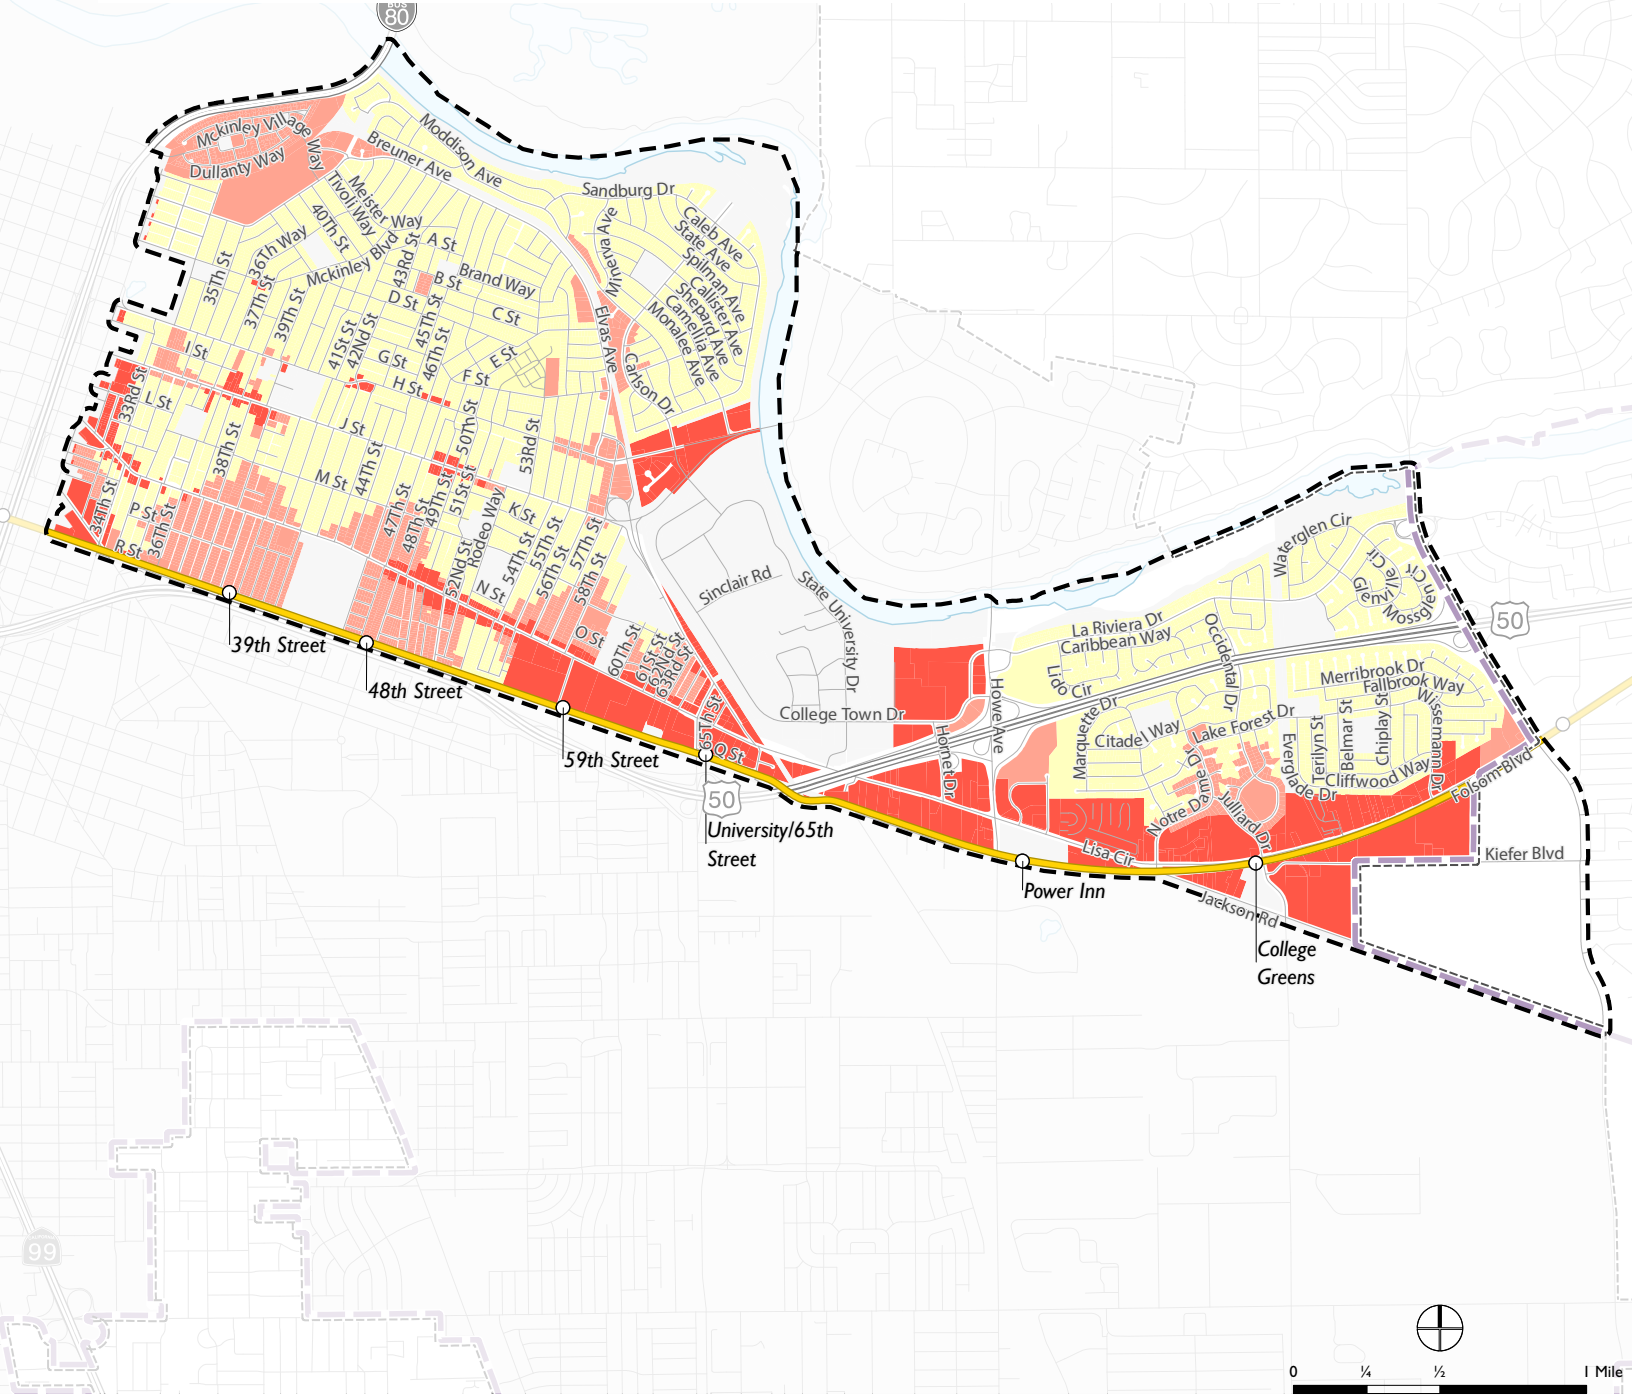 BUS
80
Mckinley Village Way
Dullanty Way
Breuner Ave
Moddison Ave
Sandburg Dr
Tivoli Way
Meister Way
40Th St
36Th Way
Mckinley Blvd
43Rd St
A St
B St
Brand Way
Minerva Ave
Caleb Ave
State Ave
Spilman Ave
Callister Ave
Shepard Ave
Camellia Ave
Monalee Ave
35Th St
37Th St
39Th St
D St
C St
45Th St
46Th St
41St St
42Nd St
Elvas Ave
Carlson Dr
I St
G St
E St
F St
H St
33Rd St
L St
J St
50Th St
53Rd St
38Th St
44Th St
M St
47Th St
48Th St
49Th St
51St St
Rodeo Way
K St
34Th St
P St
36Th St
R St
52Nd St
N St
54Th St
55Th St
56Th St
57Th St
58Th St
O St
60Th St
61St St
62Nd St
63Rd St
65Th St
Q St
Sinclair Rd
State University Dr
College Town Dr
Hornet Dr
Howe Ave
La Riviera Dr
Caribbean Way
Lido Cir
Waterglen Cir
Glenville Cir
Mossglen Cir
Occidental Dr
Marquette Dr
Citadel Way
Lake Forest Dr
Merribrook Dr
Fallbrook Way
Wissemann Dr
Everglade Dr
Terilyn St
Belmar St
Chiplay St
Cliffwood Way
Notre Dame Dr
Julliard Dr
Folsom Blvd
Kiefer Blvd
Lisa Cir
Jackson Rd
50
50
99
39th Street
48th Street
59th Street
University/65th
Street
Power Inn
College
Greens
0 ¼ ½ 1 Mile